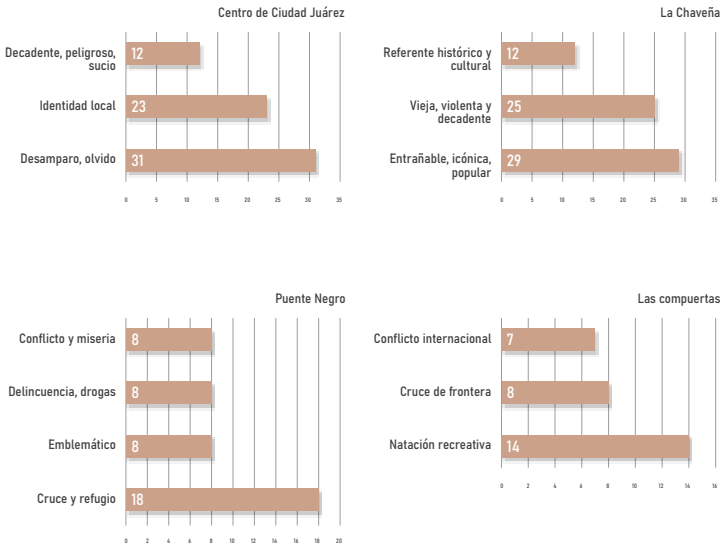 Centro de Ciudad Juárez
Decadente, peligroso,
sucio
12
Identidad local
23
Desamparo, olvido
31
0 5 10 15 20 25 30 35
La Chaveña
Referente histórico y
cultural
12
Vieja, violenta y
decadente
25
Entrañable, icónica,
popular
29
0 5 10 15 20 25 30 35
Puente Negro
Conflicto y miseria
8
Delincuencia, drogas
8
Emblemático
8
Cruce y refugio
18
0 2 4 6 8 10 12 14 16 18 20
Las compuertas
Conflicto internacional
7
Cruce de frontera
8
Natación recreativa
14
0 2 4 6 8 10 12 14 16